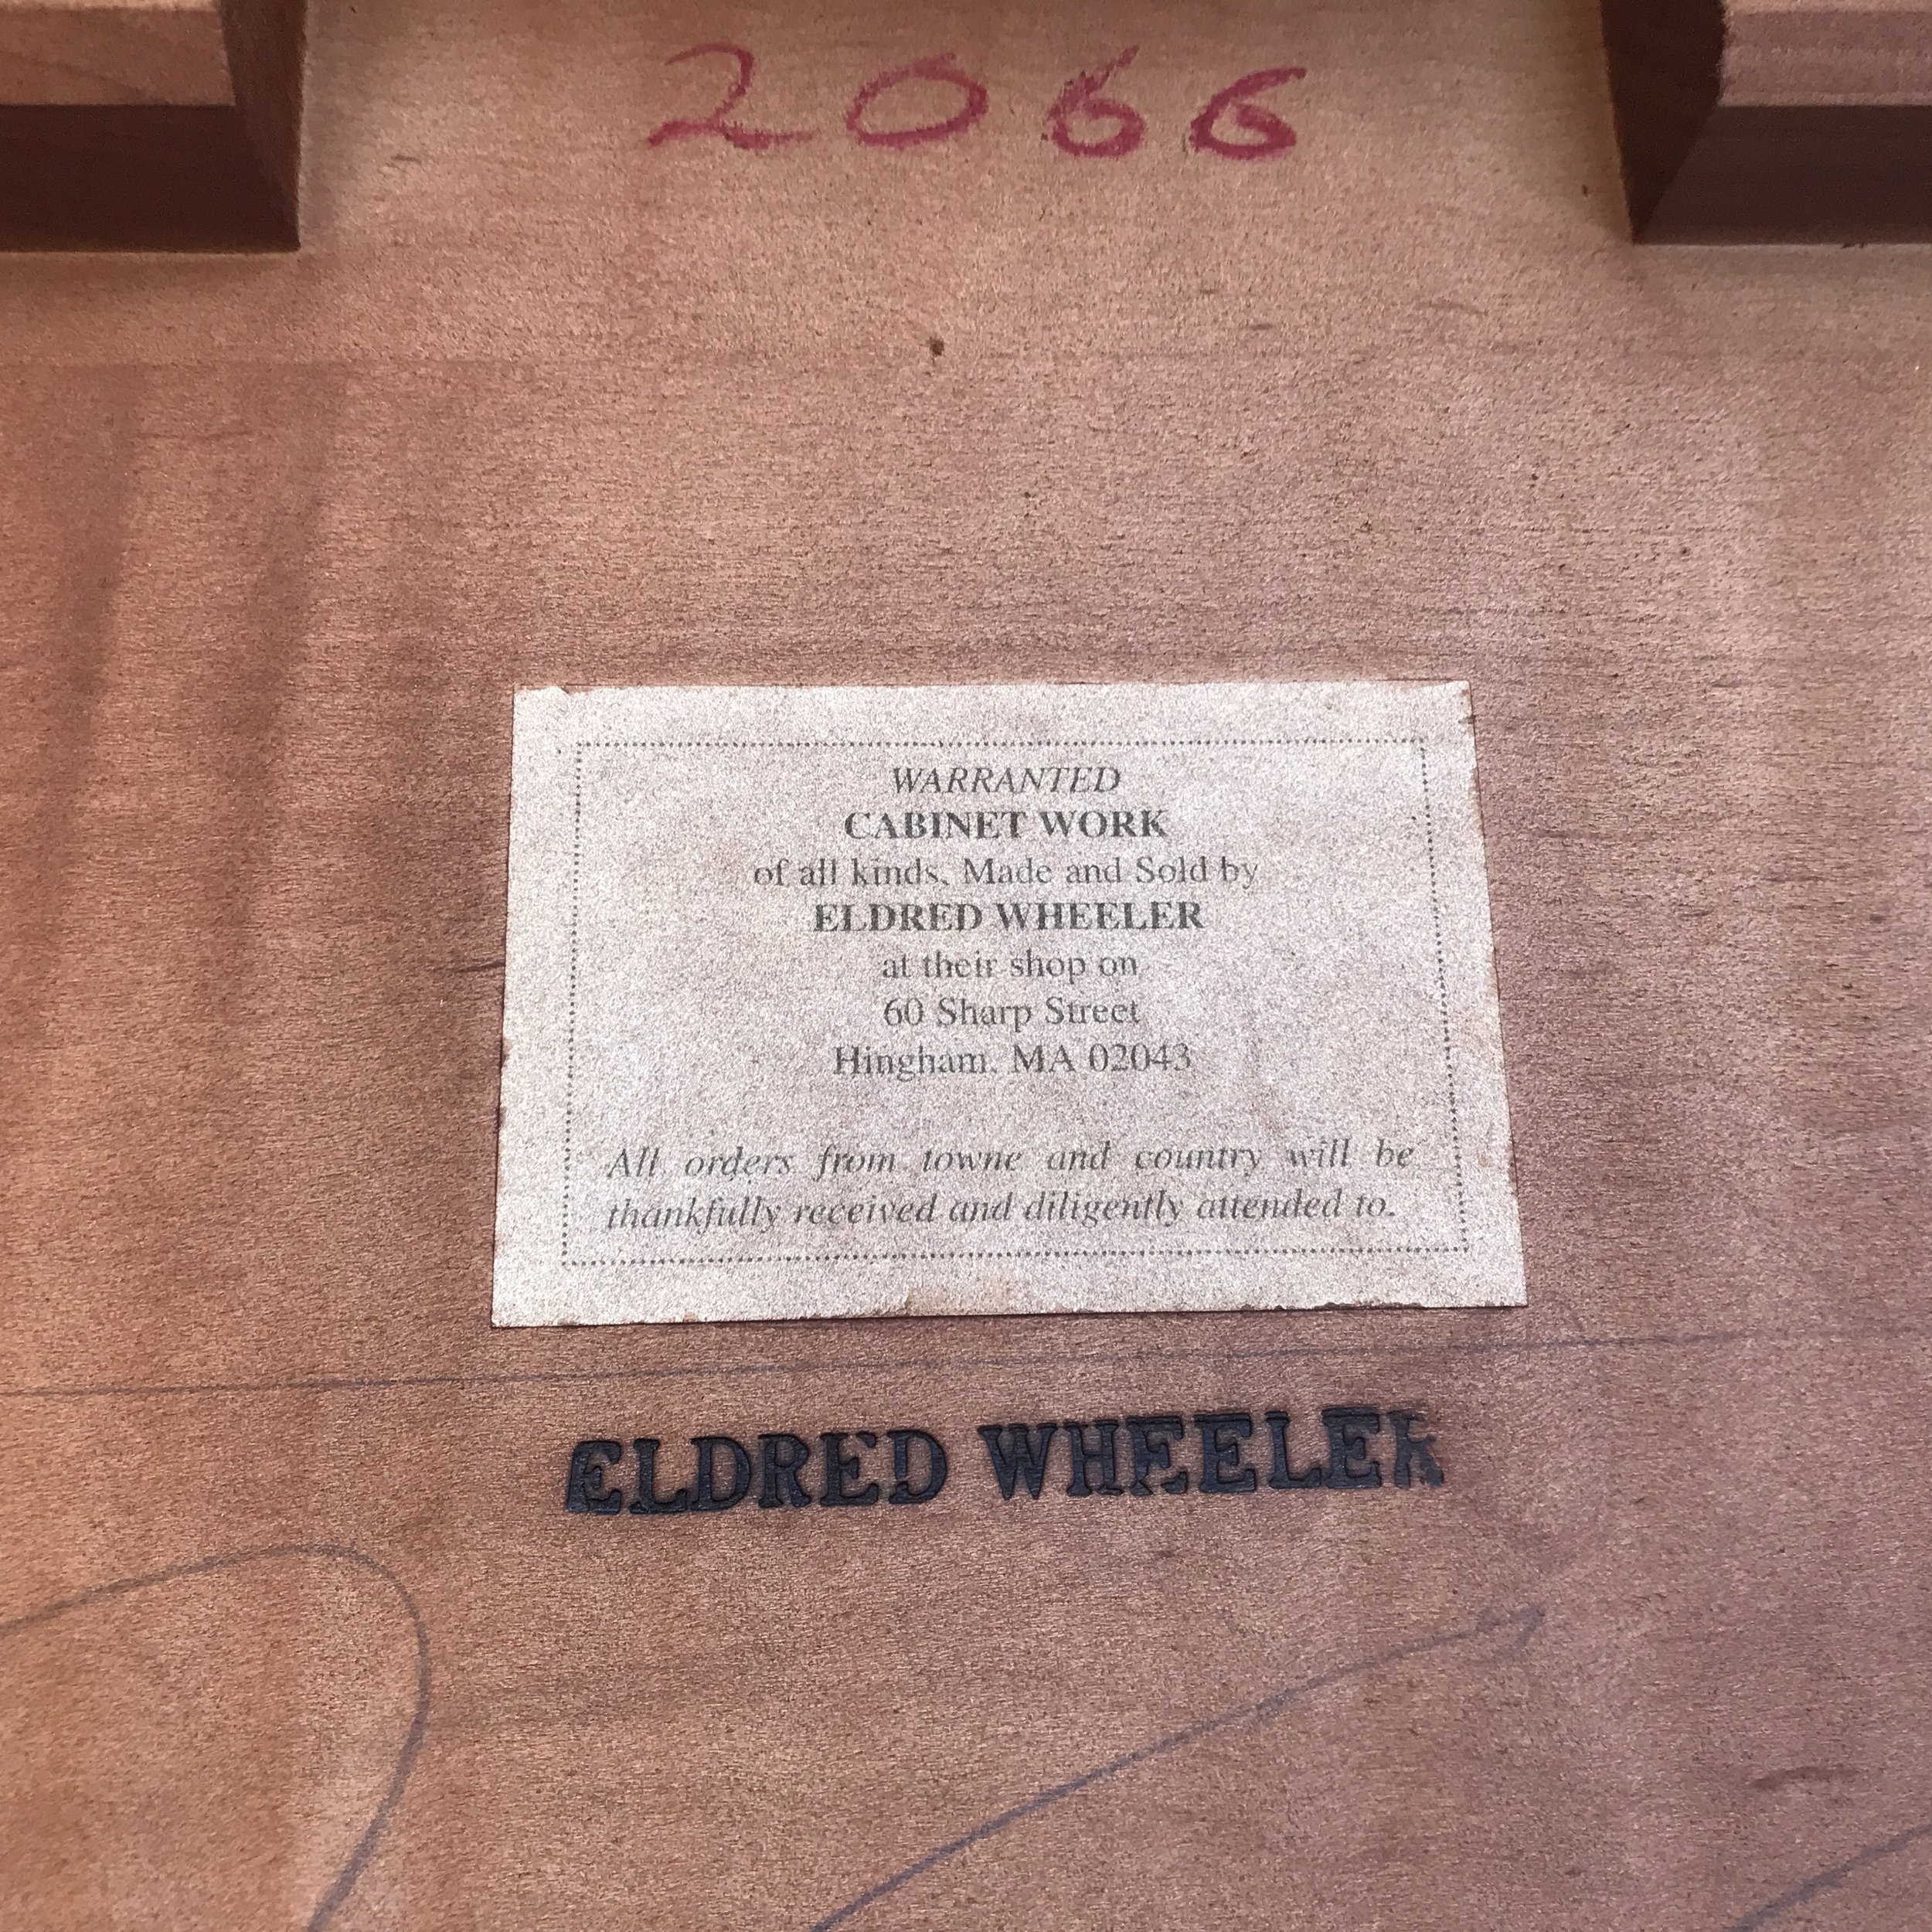 2066
WARRANTED
CABINET WORK
of all kinds, Made and Sold by
ELDRED WHEELER
at their shop on
60 Sharp Street
Hingham, MA 02043
All orders from towne and country will be
thankfully received and diligently attended to.
ELDRED WHEELER